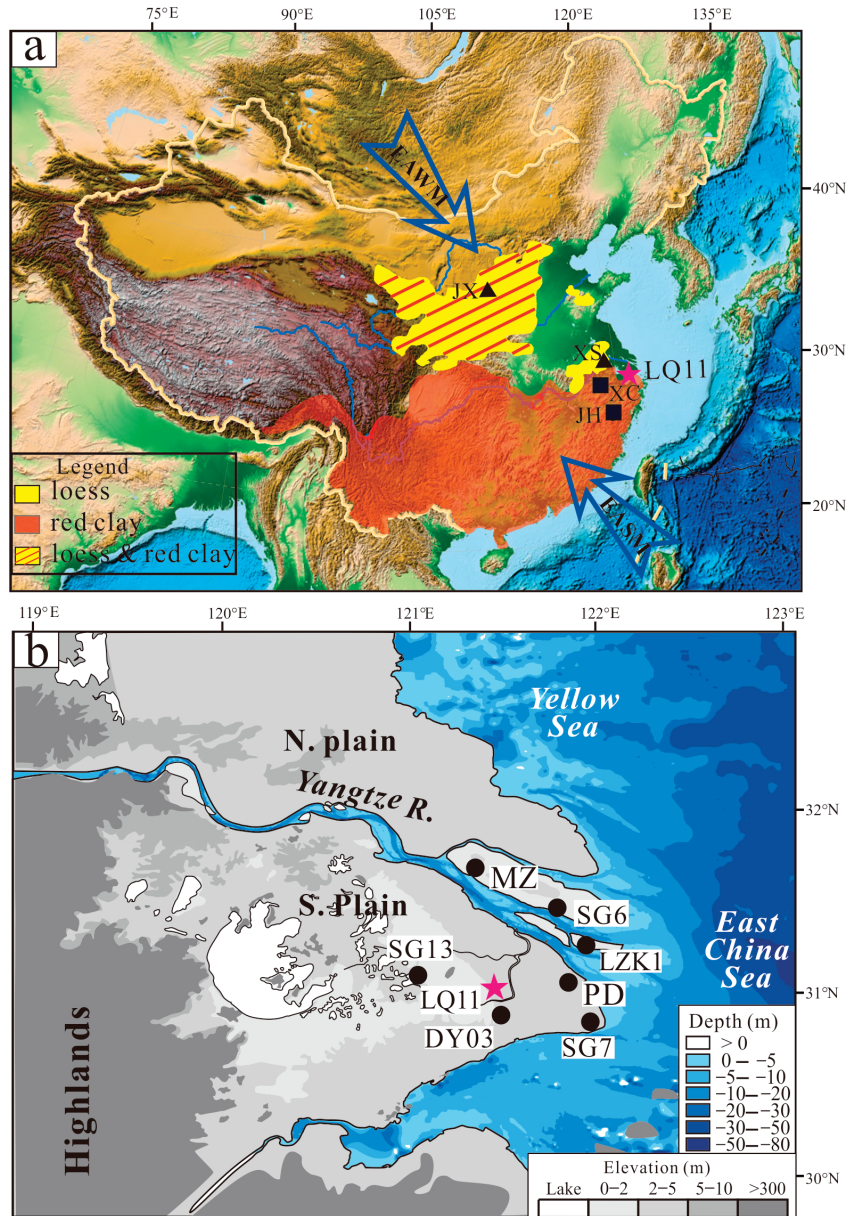 75°E 90°E 105°E 120°E 135°E
a
EAWM
40°N
JX
XS
30°N
LQ11
XC
JH
Legend
loess
red clay
loess & red clay
EASM
20°N
119°E 120°E 121°E 122°E 123°E
b
Yellow
Sea
N. plain
Yangtze R.
32°N
MZ
S. Plain
SG6
East
China
Sea
SG13
LZK1
LQ11
PD
31°N
DY03
SG7
Highlands
Depth (m)
> 0
0 – –5
–5– –10
–10– –20
–20– –30
–30– –50
–50– –80
Elevation (m)
Lake 0–2 2–5 5–10 >300
30°N